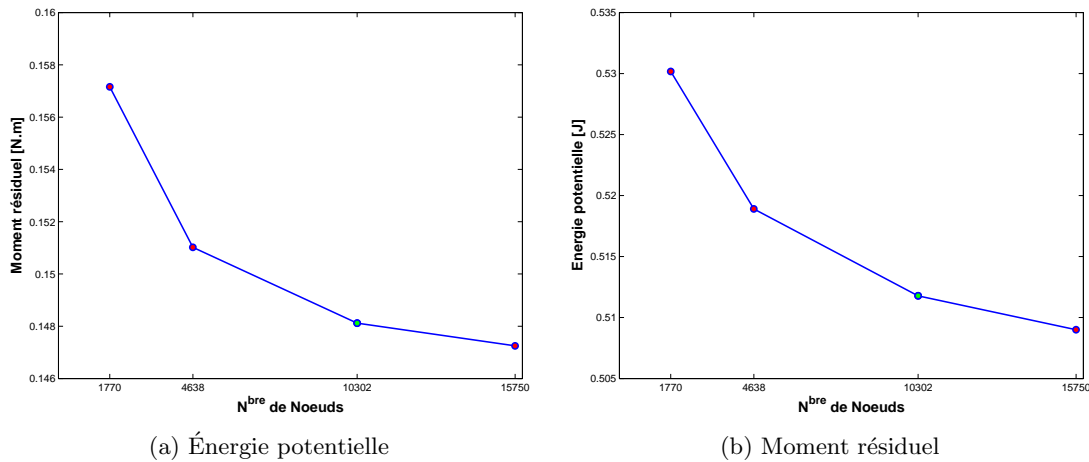 0.16
0.158
0.156
0.154
0.152
0.15
0.148
0.146
Moment résiduel [N.m]
1770 4638 10302 15750
N^bre de Noeuds
(a) Énergie potentielle
0.535
0.53
0.525
0.52
0.515
0.51
0.505
Energie potentielle [J]
1770 4638 10302 15750
N^bre de Noeuds
(b) Moment résiduel